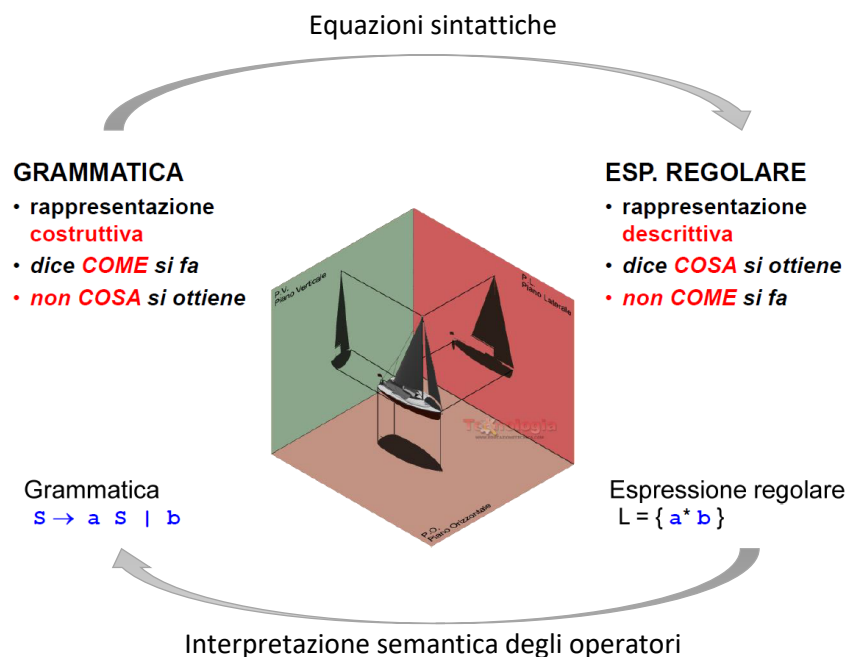 Equazioni sintattiche
GRAMMATICA
• rappresentazione
costruttiva
• dice COME si fa
• non COSA si ottiene
ESP. REGOLARE
• rappresentazione
descrittiva
• dice COSA si ottiene
• non COME si fa
P.V.
Piano Verticale
P.L.
Piano Laterale
P.O.
Piano Orizzontale
Grammatica
S → a S | b
Espressione regolare
L = { a* b }
Interpretazione semantica degli operatori